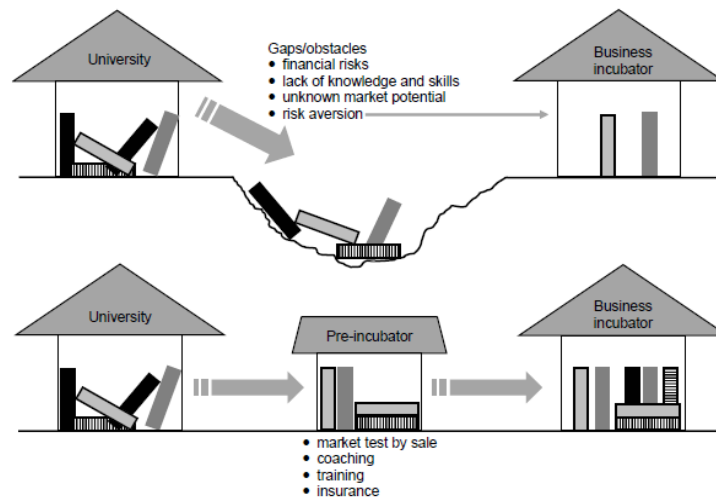 University
Gaps/obstacles
• financial risks
• lack of knowledge and skills
• unknown market potential
• risk aversion
Business
incubator
University
Pre-incubator
Business
incubator
• market test by sale
• coaching
• training
• insurance